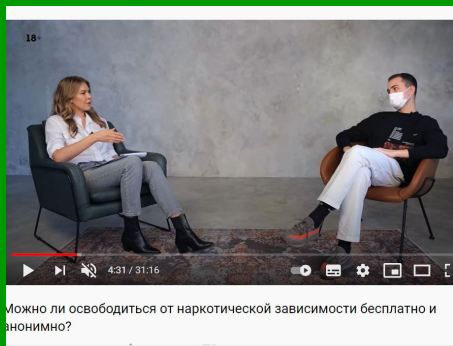 18+
4:31 / 31:16
Можно ли освободиться от наркотической зависимости бесплатно и
анонимно?